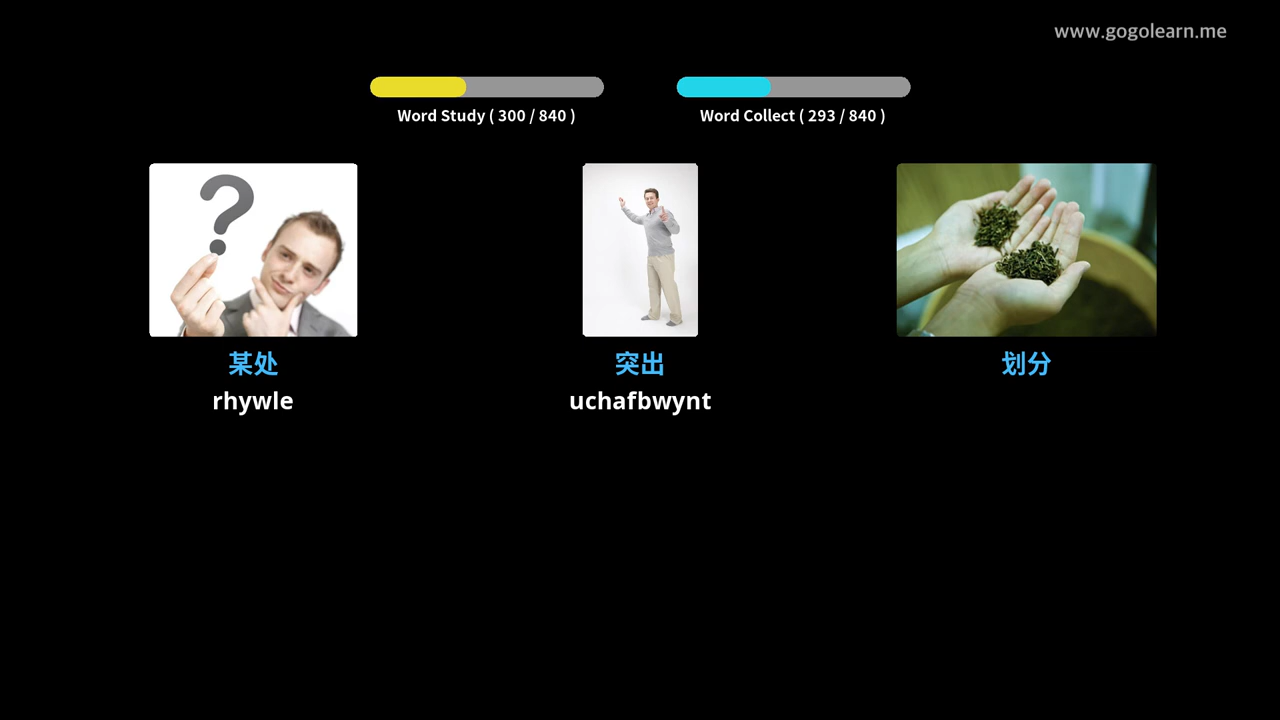 www.gogolearn.me
Word Study ( 300 / 840 )
Word Collect ( 293 / 840 )
某处
突出
划分
rhywle
uchafbwynt